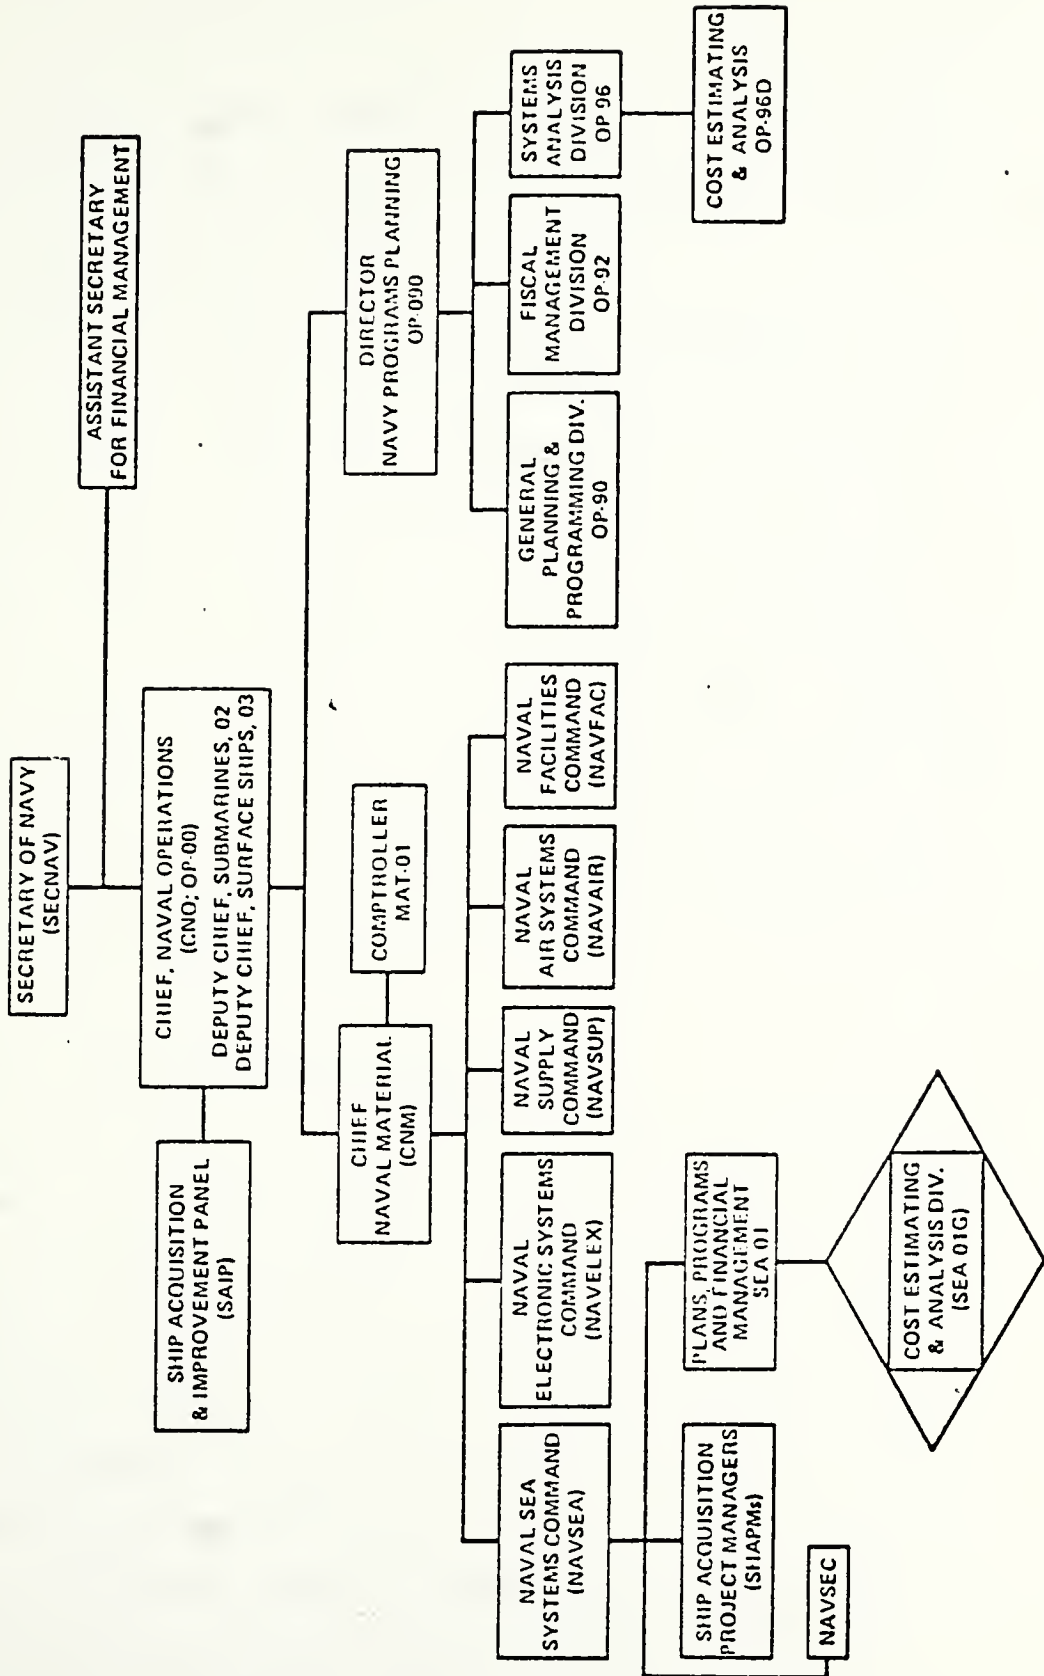 SECRETARY OF NAVY
(SECNAV)
ASSISTANT SECRETARY
FOR FINANCIAL MANAGEMENT
SHIP ACQUISITION
& IMPROVEMENT PANEL
(SAIP)
CHIEF, NAVAL OPERATIONS
(CNO; OP-00)
DEPUTY CHIEF, SUBMARINES, 02
DEPUTY CHIEF, SURFACE SHIPS, 03
CHIEF
NAVAL MATERIAL
(CNM)
COMPTROLLER
MAT-01
DIRECTOR
NAVY PROGRAMS PLANNING
OP-090
NAVAL SEA
SYSTEMS COMMAND
(NAVSEA)
NAVAL
ELECTRONIC SYSTEMS
COMMAND
(NAVELEX)
NAVAL
SUPPLY
COMMAND
(NAVSUP)
NAVAL
AIR SYSTEMS
COMMAND
(NAVAIR)
NAVAL
FACILITIES
COMMAND
(NAVFAC)
GENERAL
PLANNING &
PROGRAMMING DIV.
OP-90
FISCAL
MANAGEMENT
DIVISION
OP-92
SYSTEMS
ANALYSIS
DIVISION
OP 96
SHIP ACQUISITION
PROJECT MANAGERS
(SHAPMs)
PLANS, PROGRAMS
AND FINANCIAL
MANAGEMENT
SEA 01
COST ESTIMATING
& ANALYSIS
OP-96D
NAVSEC
COST ESTIMATING
& ANALYSIS DIV.
(SEA 01G)